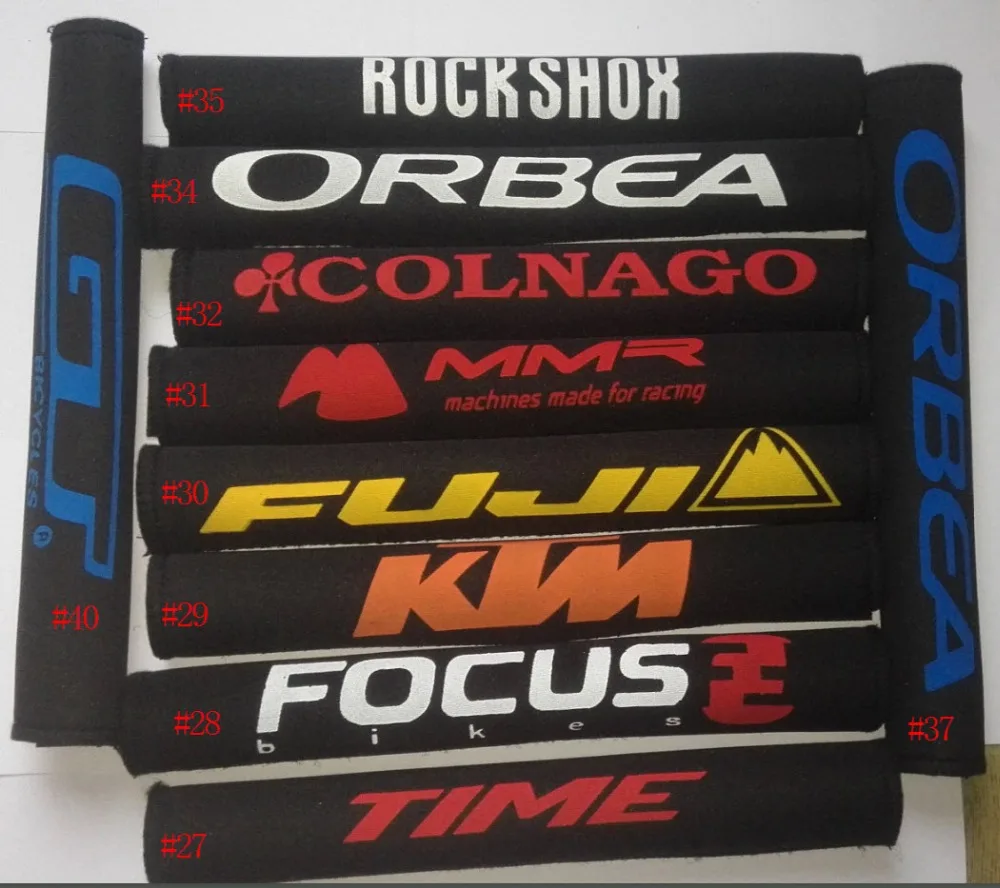 #35 ROCKSHOX
#34 ORBEA
#32 COLNAGO
#31 MMR
machines made for racing
#30 FUJI
#29 KTM
#28 FOCUS
bikes
#27 TIME
GT
BICYCLES ®
#40
ORBEA
#37